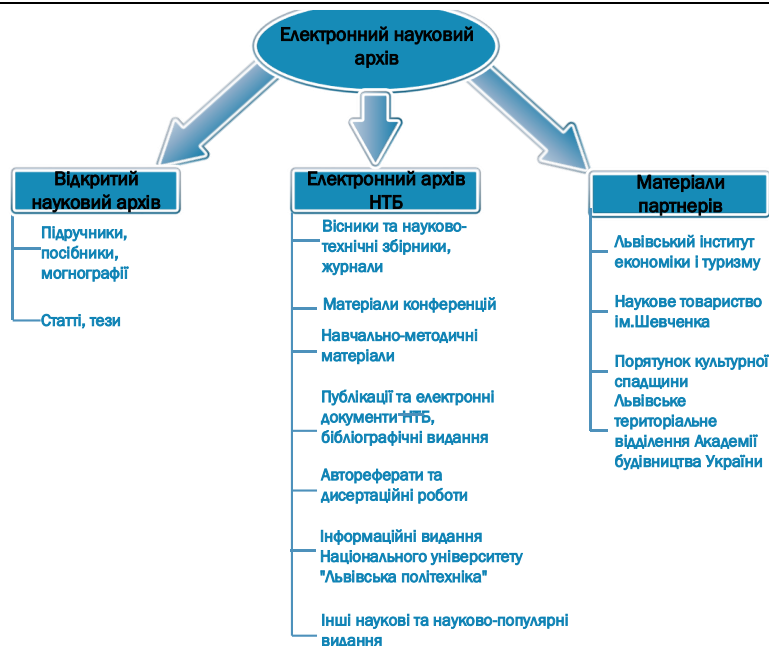 Електронний науковий
архів
Відкритий
науковий архів
Підручники,
посібники,
могнографії
Статті, тези
Електронний архів
НТБ
Вісники та науково-
технічні збірники,
журнали
Матеріали конференцій
Навчально-методичні
матеріали
Публікації та електронні
документи НТБ,
бібліографічні видання
Автореферати та
дисертаційні роботи
Інформаційні видання
Національного університету
"Львівська політехніка"
Інші наукові та науково-популярні
видання
Матеріали
партнерів
Львівський інститут
економіки і туризму
Наукове товариство
ім.Шевченка
Порятунок культурної
спадщини
Львівське
територіальне
відділення Академії
будівництва України